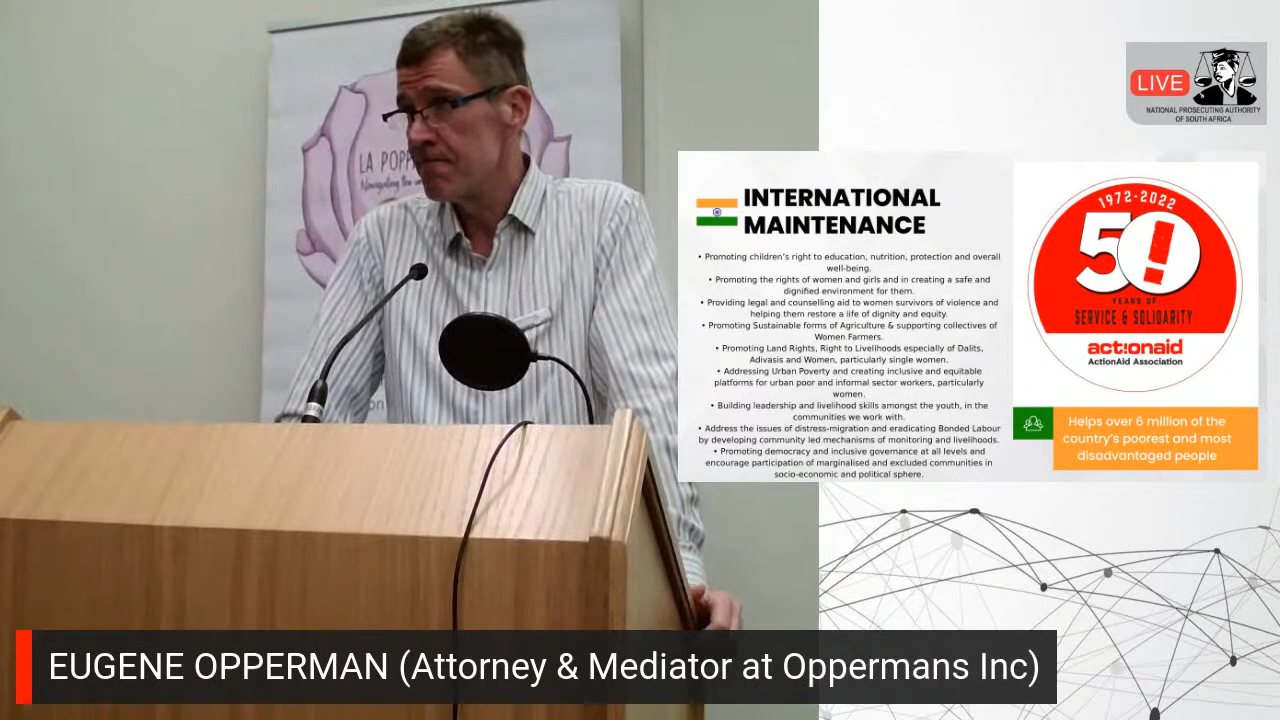 LIVE
NATIONAL PROSECUTING AUTHORITY
OF SOUTH AFRICA
LA POPP
Navigating the
on
INTERNATIONAL
MAINTENANCE
• Promoting children's right to education, nutrition, protection and overall
well-being.
• Promoting the rights of women and girls and in creating a safe and
dignified environment for them.
• Providing legal and counselling aid to women survivors of violence and
helping them restore a life of dignity and equity.
• Promoting Sustainable forms of Agriculture & supporting collectives of
Women Farmers.
• Promoting Land Rights, Right to Livelihoods especially of Dalits,
Adivasis and Women, particularly single women.
• Addressing Urban Poverty and creating inclusive and equitable
platforms for urban poor and informal sector workers, particularly
women.
• Building leadership and livelihood skills amongst the youth, in the
communities we work with.
• Address the issues of distress-migration and eradicating Bonded Labour
by developing community led mechanisms of monitoring and livelihoods.
• Promoting democracy and inclusive governance at all levels and
encourage participation of marginalised and excluded communities in
socio-economic and political sphere.
1972-2022
50!
YEARS OF
SERVICE & SOLIDARITY
act!onaid
ActionAid Association
Helps over 6 million of the
country's poorest and most
disadvantaged people
EUGENE OPPERMAN (Attorney & Mediator at Oppermans Inc)